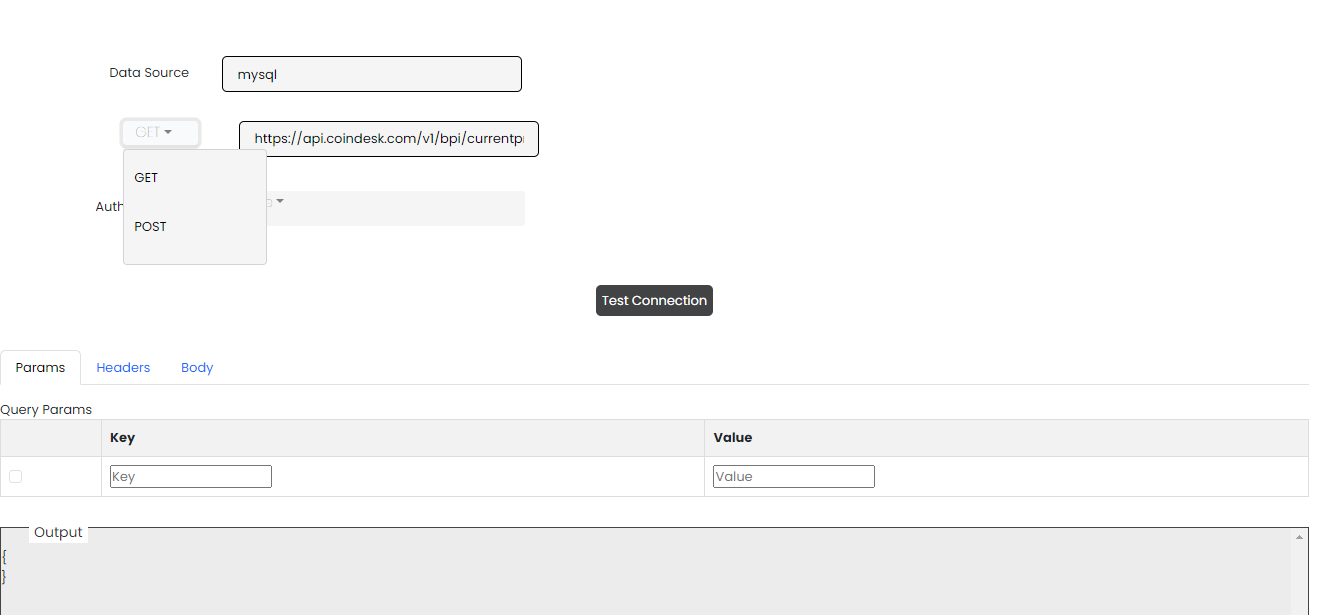 Data Source mysql
GET https://api.coindesk.com/v1/bpi/currentpr
GET
Auth
POST
Test Connection
Params Headers Body
Query Params
Key Value
Key Value
Output
{
}